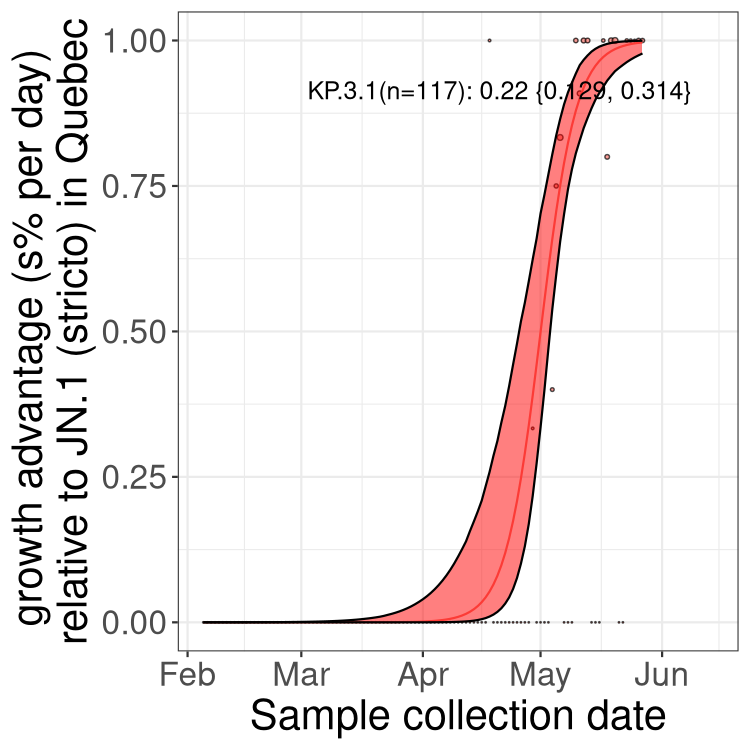 growth advantage (s% per day)
relative to JN.1 (stricto) in Quebec
1.00
0.75
0.50
0.25
0.00
KP.3.1(n=117): 0.22 {0.129, 0.314}
Feb Mar Apr May Jun
Sample collection date